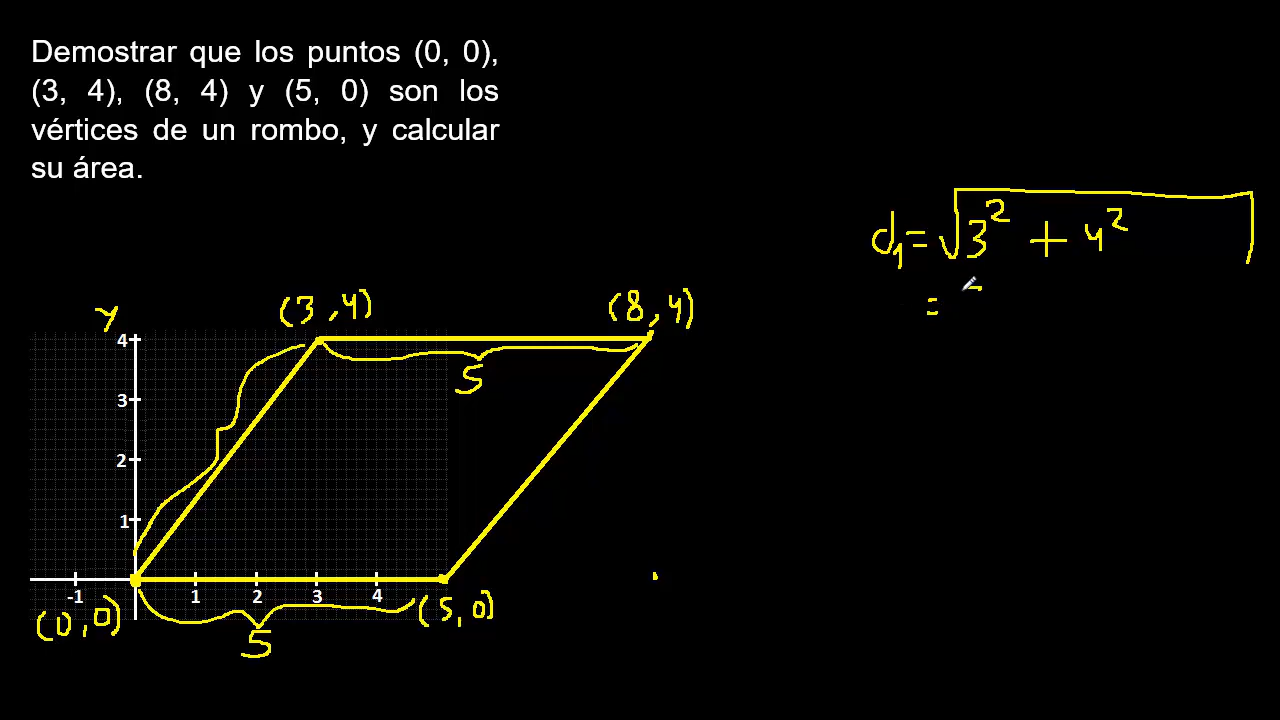 Demostrar que los puntos (0, 0),
(3, 4), (8, 4) y (5, 0) son los
vértices de un rombo, y calcular
su área.
d₁ = √3² + 4²
=
y (3,4) (8,4)
4
5
3
2
1
-1 1 2 3 4
(0,0) (5,0)
5